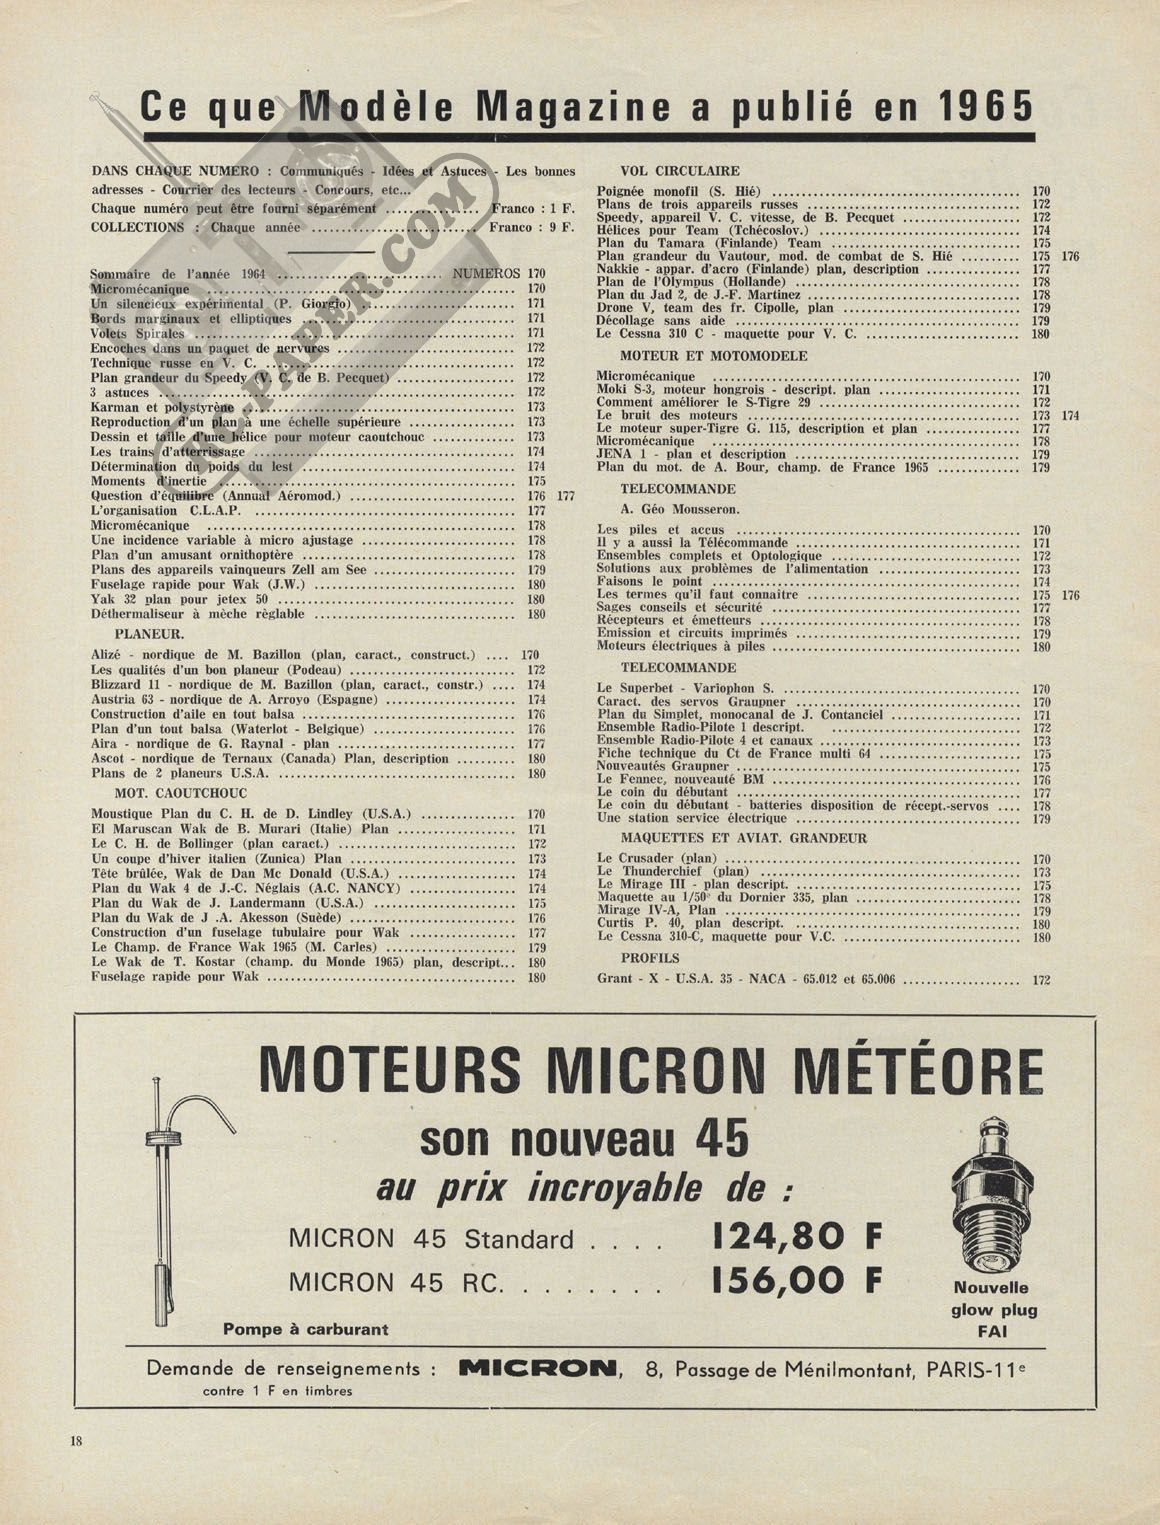 Ce que Modèle Magazine a publié en 1965
DANS CHAQUE NUMERO : Communiqués - Idées et Astuces - Les bonnes
adresses - Courrier des lecteurs - Concours, etc...
Chaque numéro peut être fourni séparément ................ Franco : 1 F.
COLLECTIONS : Chaque année ............................ Franco : 9 F.
Sommaire de l'année 1964 ............................ NUMEROS 170
Micromécanique ............................ 170
Un silencieux expérimental (P. Giorgio) ............................ 171
Bords marginaux et elliptiques ............................ 171
Volets Spirales ............................ 171
Encoches dans un paquet de nervures ............................ 172
Technique russe en V. C. ............................ 172
Plan grandeur du Speedy (V. C. de B. Pecquet) .................... 172
3 astuces ............................ 172
Karman et polystyrène ............................ 173
Reproduction d'un plan à une échelle supérieure .................... 173
Dessin et taille d'une hélice pour moteur caoutchouc .............. 173
Les trains d'atterrissage ............................ 174
Détermination du poids du lest ............................ 174
Moments d'inertie ............................ 175
Question d'équilibre (Annual Aéromod.) ............................ 176 177
L'organisation C.L.A.P. ............................ 177
Micromécanique ............................ 178
Une incidence variable à micro ajustage ............................ 178
Plan d'un amusant ornithoptère ............................ 178
Plans des appareils vainqueurs Zell am See .................... 179
Fuselage rapide pour Wak (J.W.) ............................ 180
Yak 32 plan pour jetex 50 ............................ 180
Déthermaliseur à mèche règlable ............................ 180
PLANEUR.
Alizé - nordique de M. Bazillon (plan, caract., construct.) .... 170
Les qualités d'un bon planeur (Podeau) ............................ 172
Blizzard 11 - nordique de M. Bazillon (plan, caract., constr.) .... 174
Austria 63 - nordique de A. Arroyo (Espagne) .................... 174
Construction d'aile en tout balsa ............................ 176
Plan d'un tout balsa (Waterlot - Belgique) .................... 176
Aira - nordique de G. Raynal - plan ............................ 177
Ascot - nordique de Ternaux (Canada) Plan, description .......... 180
Plans de 2 planeurs U.S.A. ............................ 180
MOT. CAOUTCHOUC
Moustique Plan du C. H. de D. Lindley (U.S.A.) ................ 170
El Maruscan Wak de B. Murari (Italie) Plan .................... 171
Le C. H. de Bollinger (plan caract.) ............................ 172
Un coupe d'hiver italien (Zunica) Plan ............................ 173
Tête brûlée, Wak de Dan Mc Donald (U.S.A.) .................... 174
Plan du Wak 4 de J.-C. Néglais (A.C. NANCY) .................... 174
Plan du Wak de J. Landermann (U.S.A.) .................... 175
Plan du Wak de J .A. Akesson (Suède) .................... 176
Construction d'un fuselage tubulaire pour Wak .................... 177
Le Champ. de France Wak 1965 (M. Carles) .................... 179
Le Wak de T. Kostar (champ. du Monde 1965) plan, descript... 180
Fuselage rapide pour Wak ............................ 180
VOL CIRCULAIRE
Poignée monofil (S. Hié) ............................ 170
Plans de trois appareils russes ............................ 172
Speedy, appareil V. C. vitesse, de B. Pecquet .................... 172
Hélices pour Team (Tchécoslov.) ............................ 174
Plan du Tamara (Finlande) Team ............................ 175
Plan grandeur du Vautour, mod. de combat de S. Hié .......... 175 176
Nakkie - appar. d'acro (Finlande) plan, description ................ 177
Plan de l'Olympus (Hollande) ............................ 178
Plan du Jad 2, de J.-F. Martinez ............................ 178
Drone V, team des fr. Cipolle, plan ............................ 179
Décollage sans aide ............................ 179
Le Cessna 310 C - maquette pour V. C. .................... 180
MOTEUR ET MOTOMODELE
Micromécanique ............................ 170
Moki S-3, moteur hongrois - descript. plan .................... 171
Comment améliorer le S-Tigre 29 ............................ 172
Le bruit des moteurs ............................ 173 174
Le moteur super-Tigre G. 115, description et plan ................ 177
Micromécanique ............................ 178
JENA 1 - plan et description ............................ 179
Plan du mot. de A. Bour, champ. de France 1965 ............ 179
TELECOMMANDE
A. Géo Mousseron.
Les piles et accus ............................ 170
Il y a aussi la Télécommande ............................ 171
Ensembles complets et Optologique ............................ 172
Solutions aux problèmes de l'alimentation .................... 173
Faisons le point ............................ 174
Les termes qu'il faut connaître ............................ 175 176
Sages conseils et sécurité ............................ 177
Récepteurs et émetteurs ............................ 178
Emission et circuits imprimés ............................ 179
Moteurs électriques à piles ............................ 180
TELECOMMANDE
Le Superbet - Variophon S. ............................ 170
Caract. des servos Graupner ............................ 170
Plan du Simplet, monocanal de J. Contanciel .................... 171
Ensemble Radio-Pilote 1 descript. ............................ 172
Ensemble Radio-Pilote 4 et canaux ............................ 173
Fiche technique du Ct de France multi 64 .................... 175
Nouveautés Graupner ............................ 175
Le Fennec, nouveauté BM ............................ 176
Le coin du débutant ............................ 177
Le coin du débutant - batteries disposition de récept.-servos .... 178
Une station service électrique ............................ 179
MAQUETTES ET AVIAT. GRANDEUR
Le Crusader (plan) ............................ 170
Le Thunderchief (plan) ............................ 173
Le Mirage III - plan descript. ............................ 175
Maquette au 1/50e du Dornier 335, plan .................... 178
Mirage IV-A, Plan ............................ 179
Curtis P. 40, plan descript. ............................ 180
Le Cessna 310-C, maquette pour V.C. .................... 180
PROFILS
Grant - X - U.S.A. 35 - NACA - 65.012 et 65.006 .................. 172
RC-PAPER.COM
MOTEURS MICRON MÉTÉORE
son nouveau 45
au prix incroyable de :
MICRON 45 Standard . . . . 124,80 F
MICRON 45 RC. . . . . . . . 156,00 F
Pompe à carburant
Nouvelle
glow plug
FAI
Demande de renseignements : MICRON, 8, Passage de Ménilmontant, PARIS-11e
contre 1 F en timbres
18